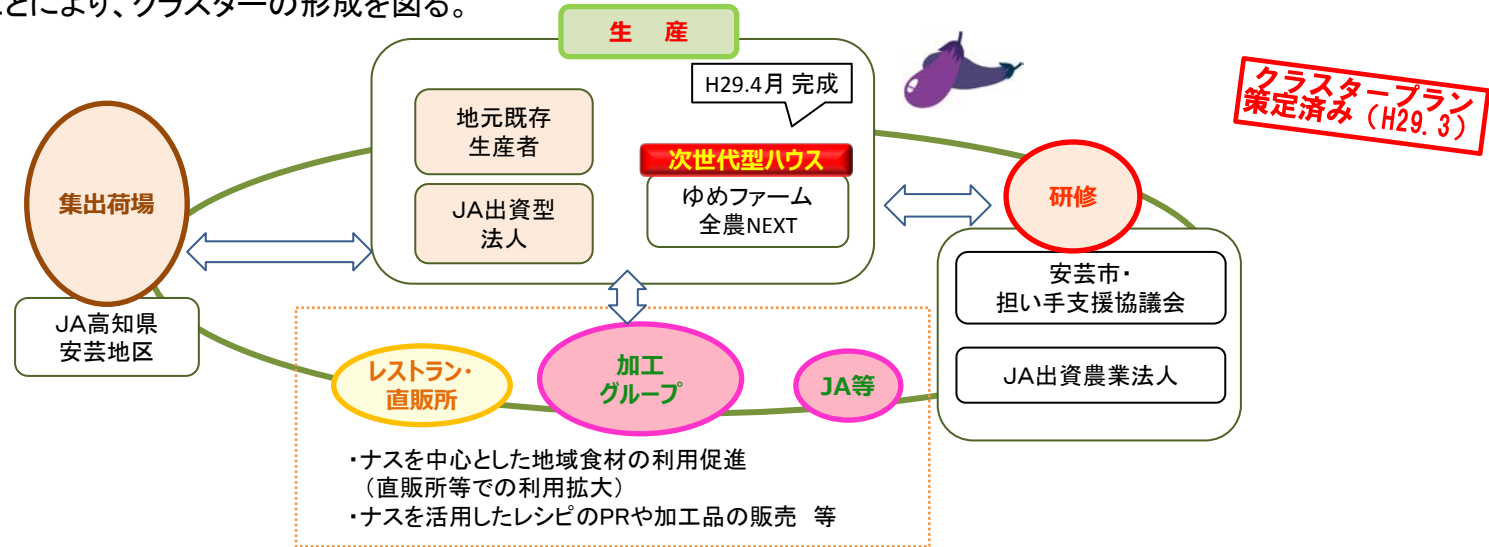 ことにより、クラスターの形成を図る。
生　産
H29.4月 完成
クラスタープラン
策定済み（H29.3）
地元既存
生産者
次世代型ハウス
ゆめファーム
全農NEXT
JA出資型
法人
集出荷場
JA高知県
安芸地区
研修
安芸市・
担い手支援協議会
JA出資農業法人
レストラン・
直販所
加工
グループ
JA等
・ナスを中心とした地域食材の利用促進
（直販所等での利用拡大）
・ナスを活用したレシピのPRや加工品の販売　等